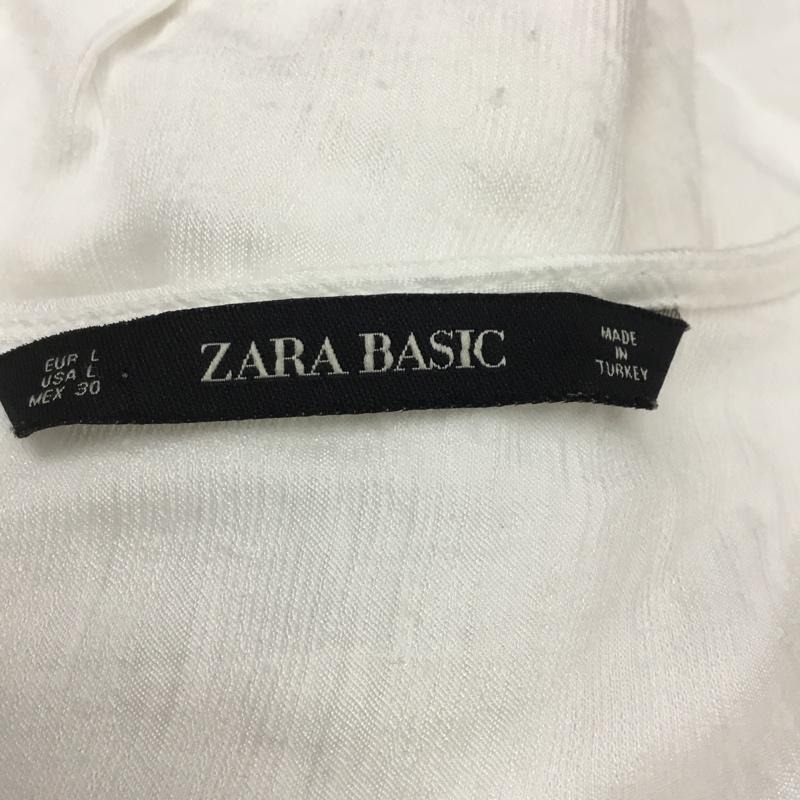 EUR L
USA L
MEX 30
ZARA BASIC
MADE
IN
TURKEY